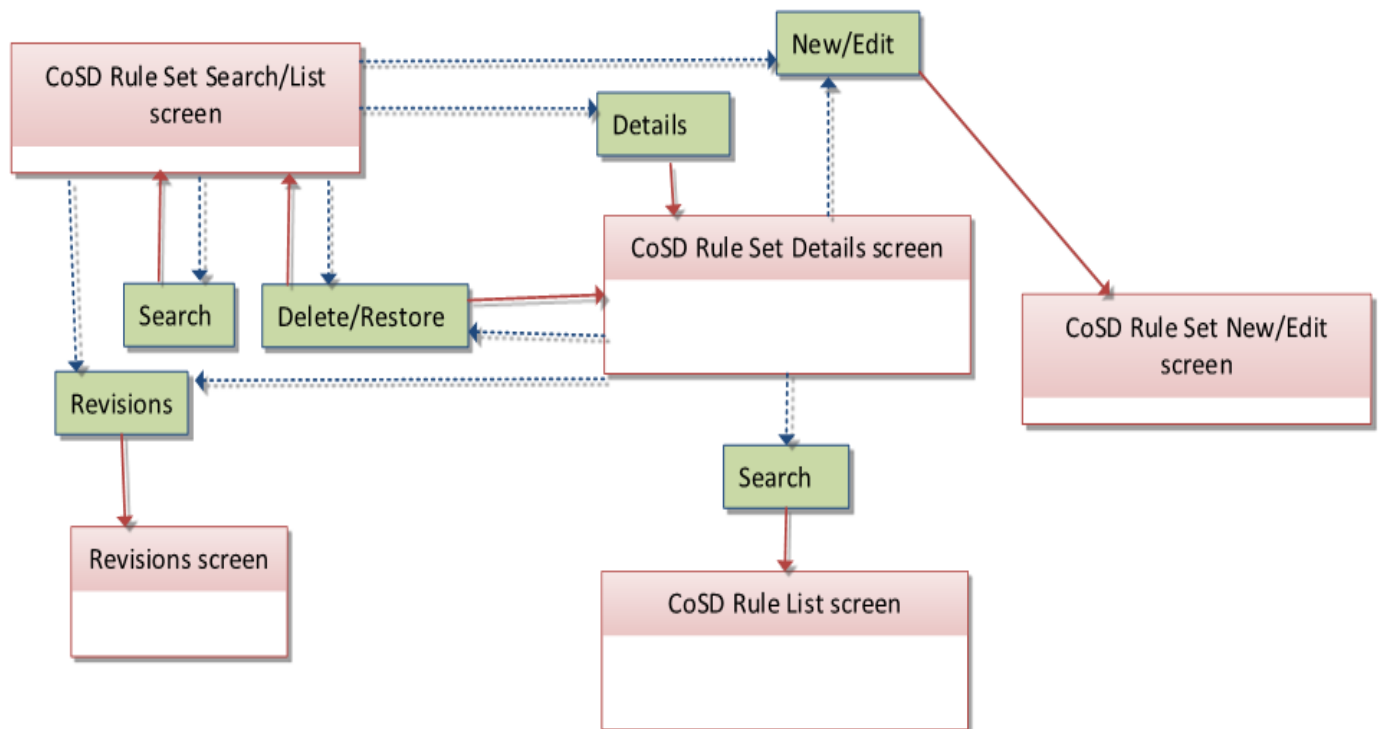 New/Edit
CoSD Rule Set Search/List
screen
Details
CoSD Rule Set Details screen
Search
Delete/Restore
CoSD Rule Set New/Edit
screen
Revisions
Search
Revisions screen
CoSD Rule List screen